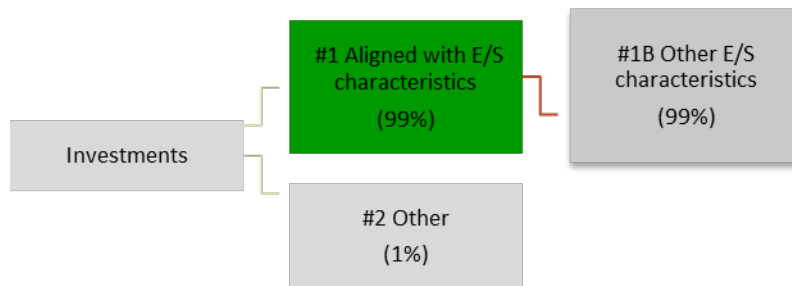 Investments
#1 Aligned with E/S
characteristics
(99%)
#1B Other E/S
characteristics
(99%)
#2 Other
(1%)